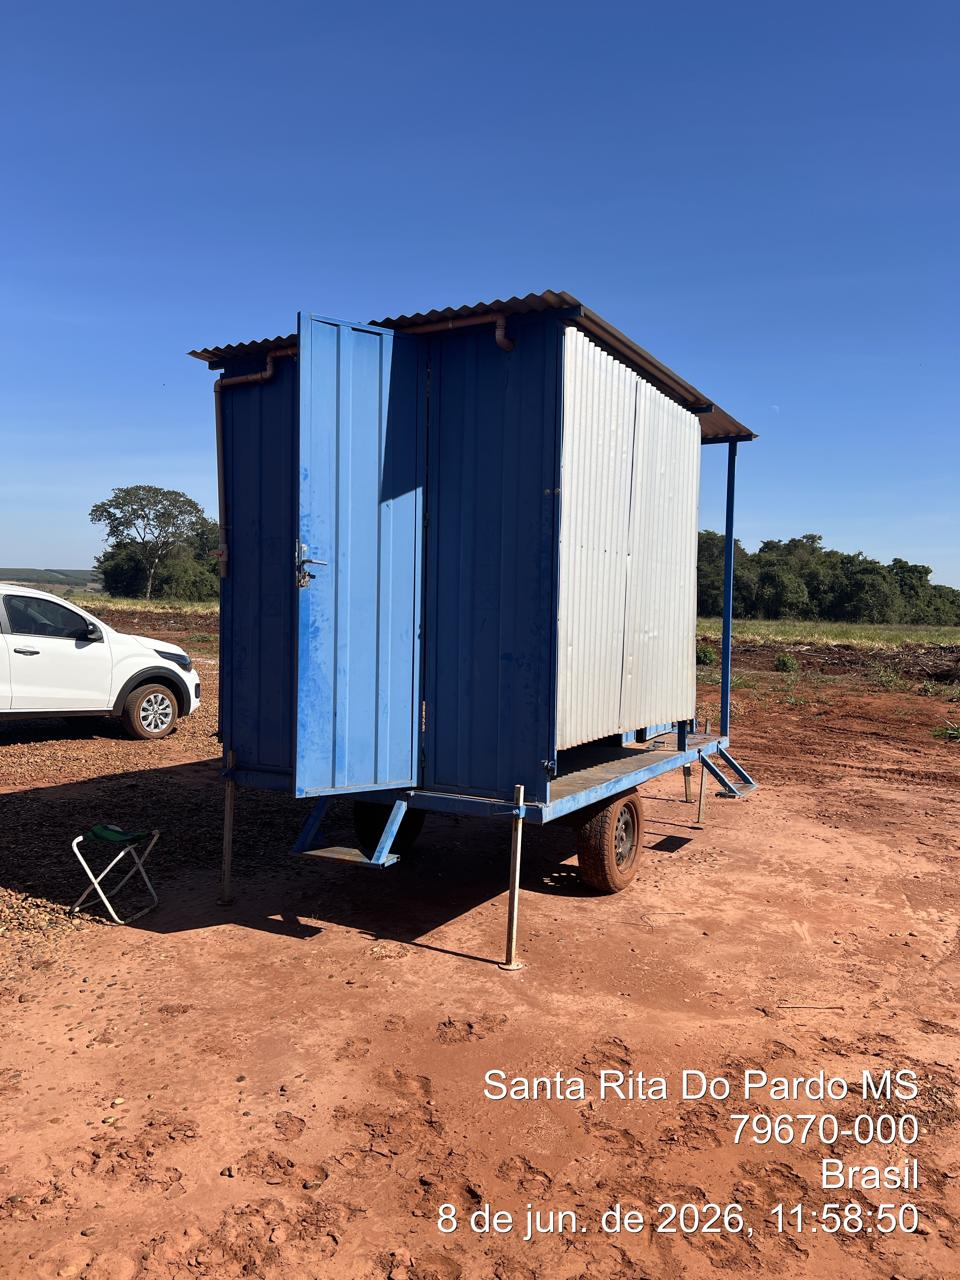 Santa Rita Do Pardo MS
79670-000
Brasil
8 de jun. de 2026, 11:58:50